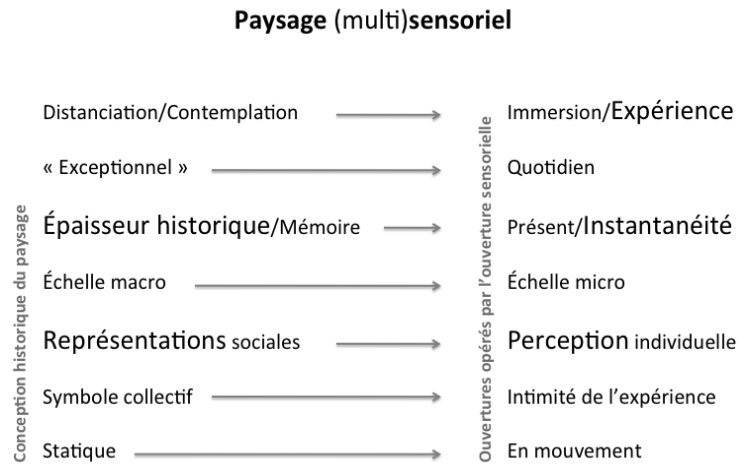 Paysage (multi)sensoriel
Conception historique du paysage
Ouvertures opérés par l'ouverture sensorielle
Distanciation/Contemplation Immersion/Expérience
« Exceptionnel » Quotidien
Épaisseur historique/Mémoire Présent/Instantanéité
Échelle macro Échelle micro
Représentations sociales Perception individuelle
Symbole collectif Intimité de l'expérience
Statique En mouvement